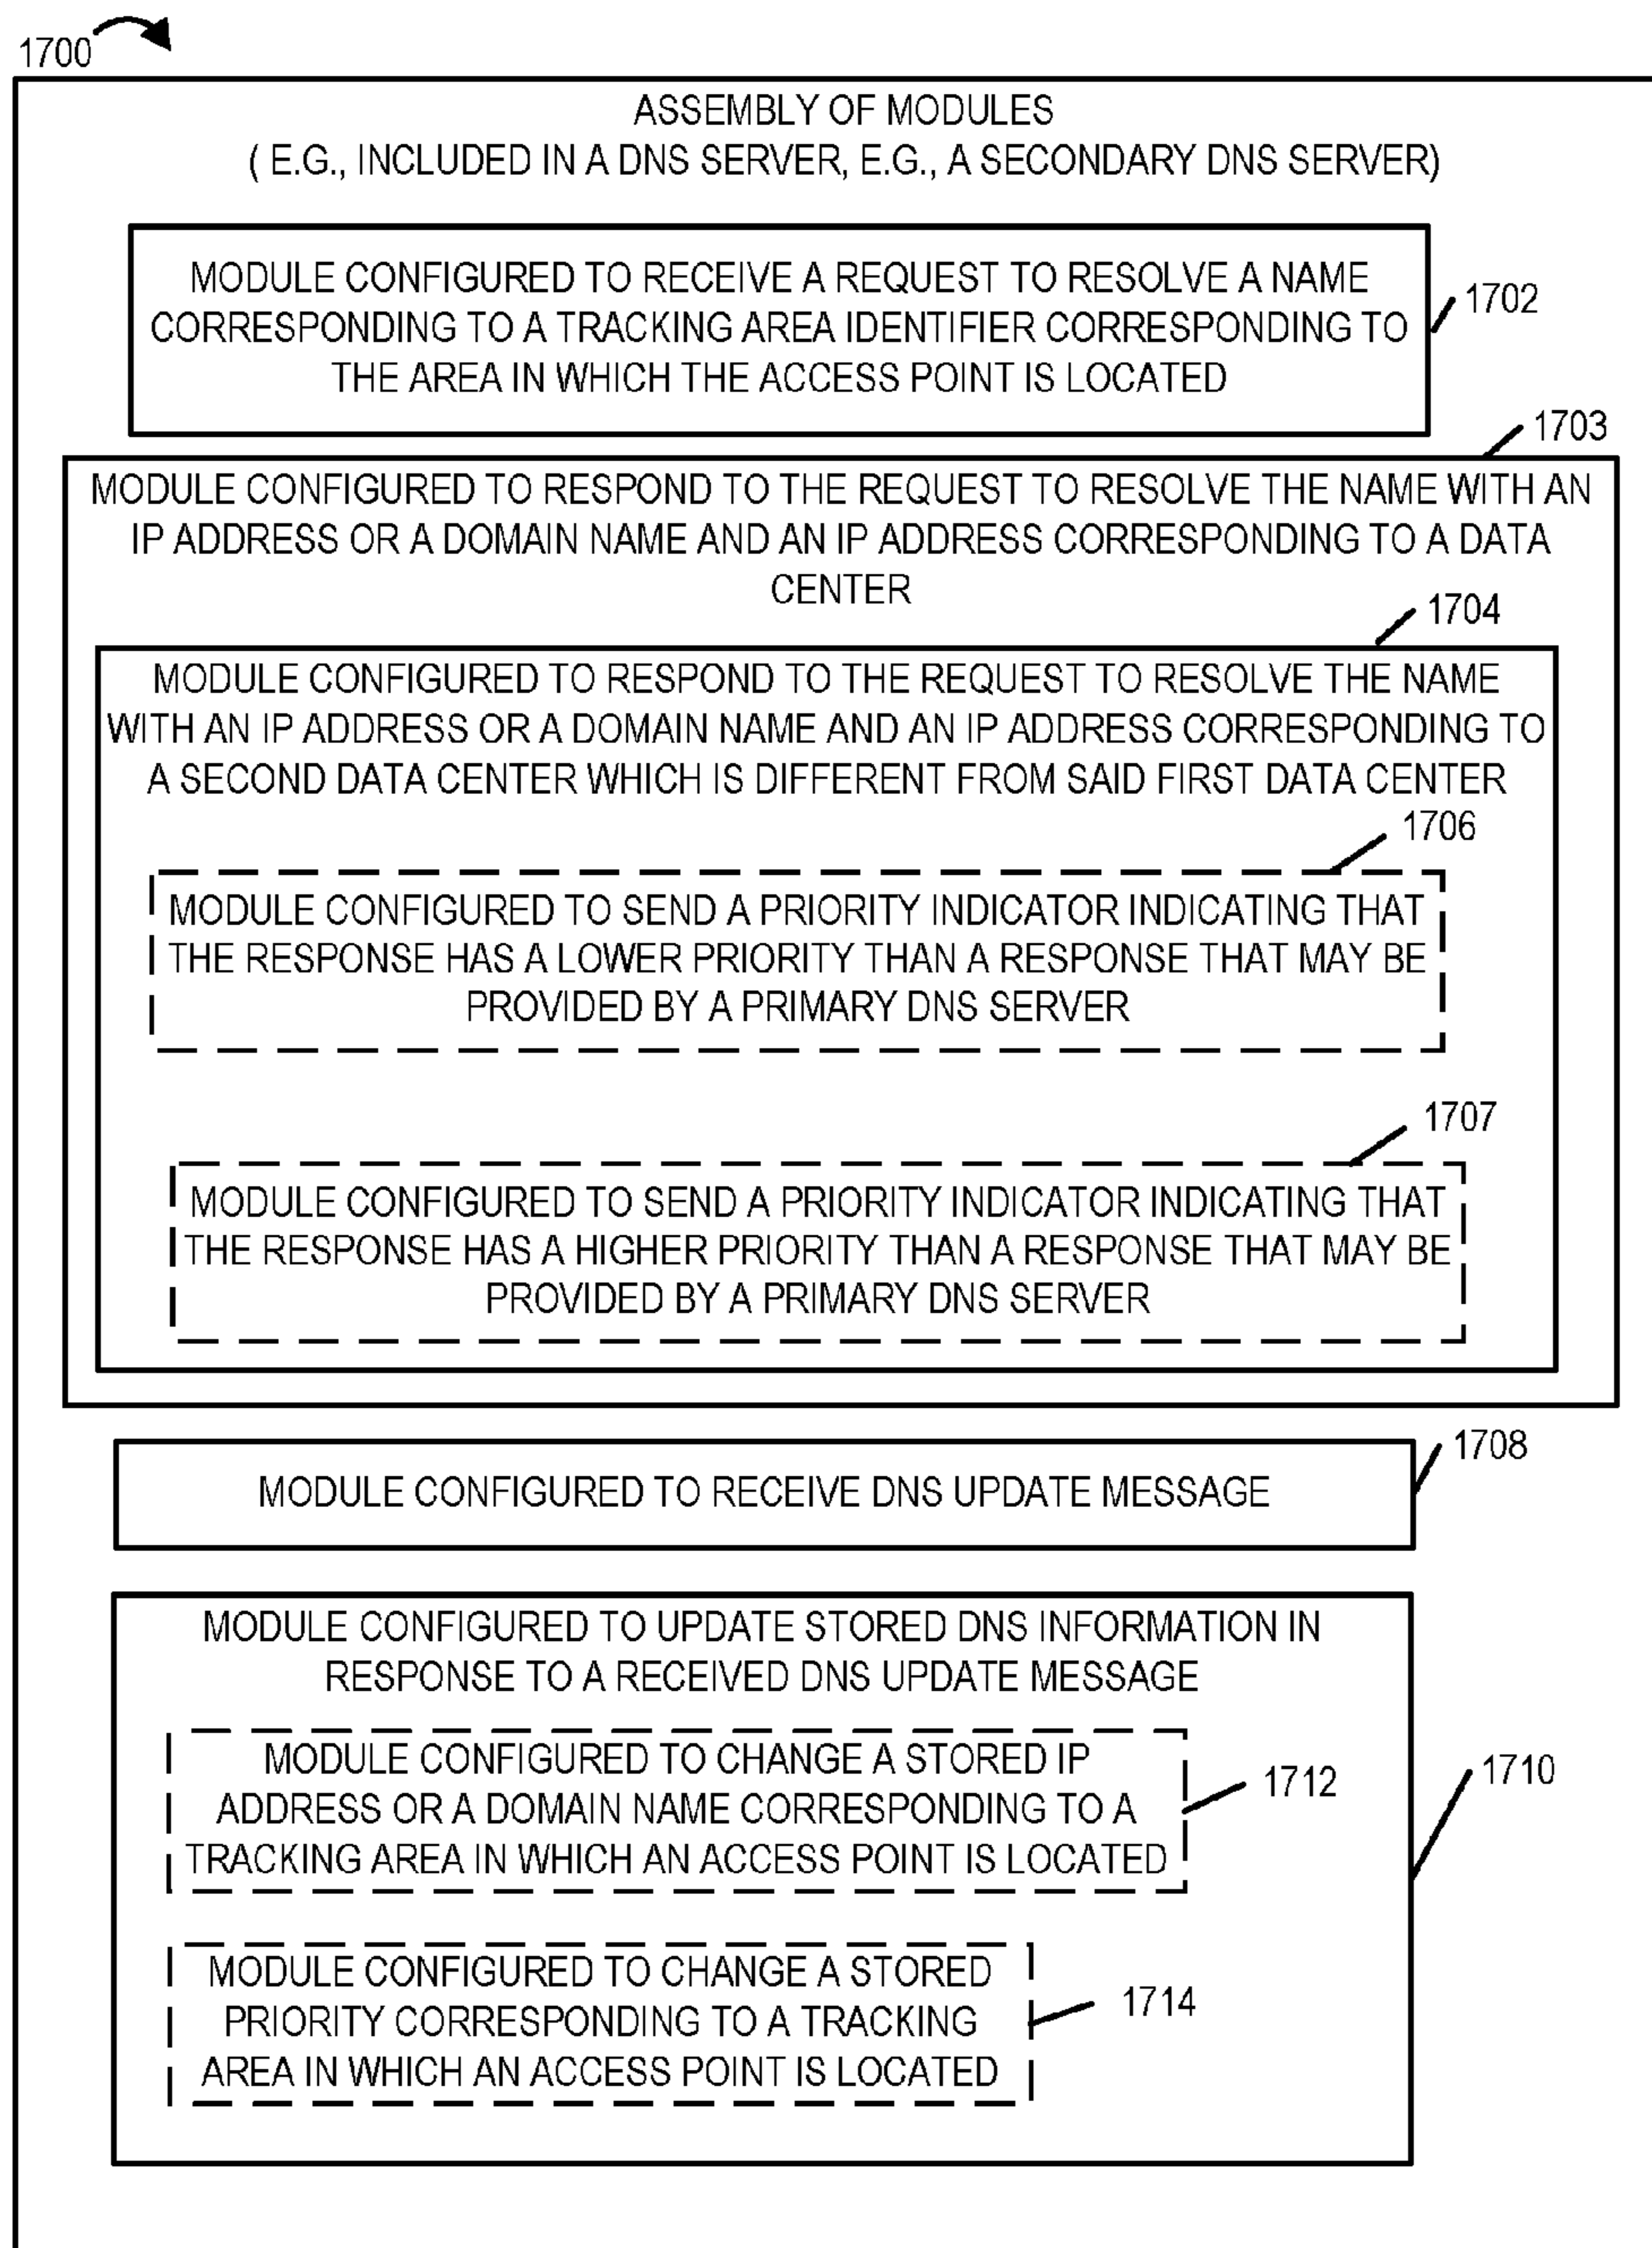 1700
ASSEMBLY OF MODULES
( E.G., INCLUDED IN A DNS SERVER, E.G., A SECONDARY DNS SERVER)
MODULE CONFIGURED TO RECEIVE A REQUEST TO RESOLVE A NAME
CORRESPONDING TO A TRACKING AREA IDENTIFIER CORRESPONDING TO
THE AREA IN WHICH THE ACCESS POINT IS LOCATED
1702
1703
MODULE CONFIGURED TO RESPOND TO THE REQUEST TO RESOLVE THE NAME WITH AN
IP ADDRESS OR A DOMAIN NAME AND AN IP ADDRESS CORRESPONDING TO A DATA
CENTER
1704
MODULE CONFIGURED TO RESPOND TO THE REQUEST TO RESOLVE THE NAME
WITH AN IP ADDRESS OR A DOMAIN NAME AND AN IP ADDRESS CORRESPONDING TO
A SECOND DATA CENTER WHICH IS DIFFERENT FROM SAID FIRST DATA CENTER
1706
MODULE CONFIGURED TO SEND A PRIORITY INDICATOR INDICATING THAT
THE RESPONSE HAS A LOWER PRIORITY THAN A RESPONSE THAT MAY BE
PROVIDED BY A PRIMARY DNS SERVER
1707
MODULE CONFIGURED TO SEND A PRIORITY INDICATOR INDICATING THAT
THE RESPONSE HAS A HIGHER PRIORITY THAN A RESPONSE THAT MAY BE
PROVIDED BY A PRIMARY DNS SERVER
1708
MODULE CONFIGURED TO RECEIVE DNS UPDATE MESSAGE
MODULE CONFIGURED TO UPDATE STORED DNS INFORMATION IN
RESPONSE TO A RECEIVED DNS UPDATE MESSAGE
1710
MODULE CONFIGURED TO CHANGE A STORED IP
ADDRESS OR A DOMAIN NAME CORRESPONDING TO A
TRACKING AREA IN WHICH AN ACCESS POINT IS LOCATED
1712
MODULE CONFIGURED TO CHANGE A STORED
PRIORITY CORRESPONDING TO A TRACKING
AREA IN WHICH AN ACCESS POINT IS LOCATED
1714